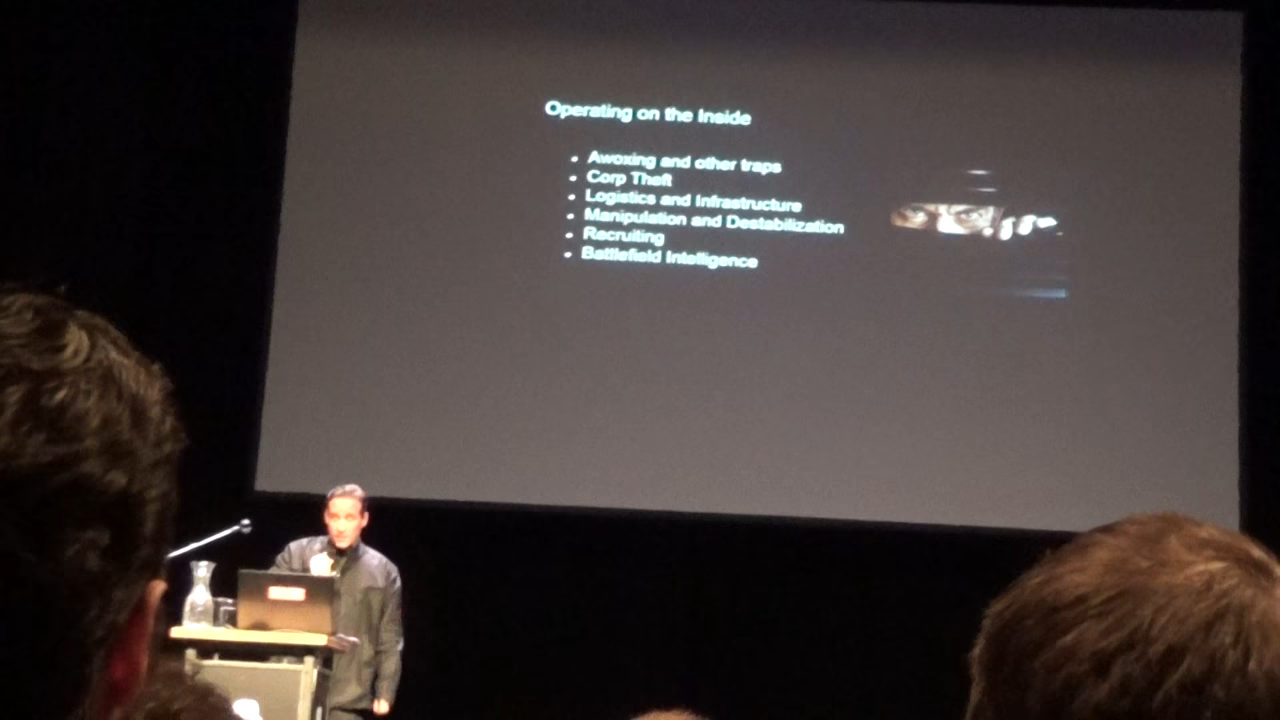 Operating on the Inside
• Awoxing and other traps
• Corp Theft
• Logistics and Infrastructure
• Manipulation and Destabilization
• Recruiting
• Battlefield Intelligence